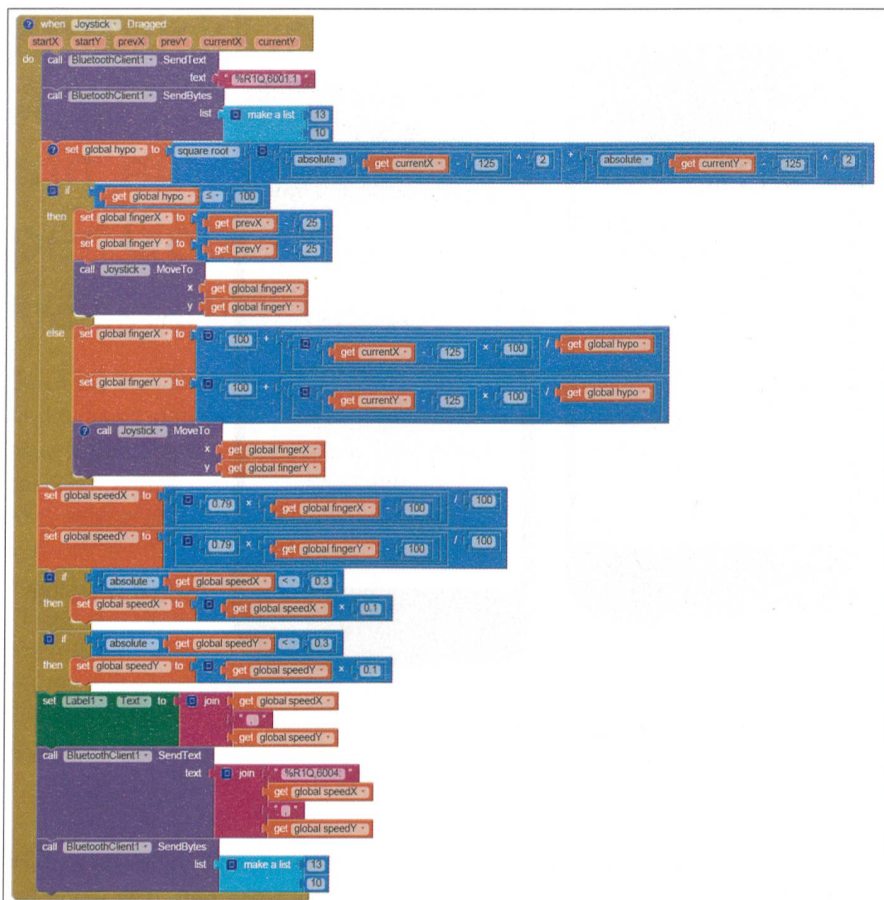 when Joystick Dragged
startX startY prevX prevY currentX currentY
do call BluetoothClient1 .SendText
text " %R1Q,6001:1 "
call BluetoothClient1 .SendBytes
list make a list 13
10
set global hypo to square root absolute get currentX - 125 ^ 2 + absolute get currentY - 125 ^ 2
if get global hypo ≤ 100
then set global fingerX to get prevX - 25
set global fingerY to get prevY - 25
call Joystick .MoveTo
x get global fingerX
y get global fingerY
else set global fingerX to 100 + get currentX - 125 × 100 / get global hypo
set global fingerY to 100 + get currentY - 125 × 100 / get global hypo
call Joystick .MoveTo
x get global fingerX
y get global fingerY
set global speedX to 0.79 × get global fingerX - 100 / 100
set global speedY to 0.79 × get global fingerY - 100 / 100
if absolute get global speedX < 0.3
then set global speedX to get global speedX × 0.1
if absolute get global speedY < 0.3
then set global speedY to get global speedY × 0.1
set Label1 . Text to join get global speedX
" , "
get global speedY
call BluetoothClient1 .SendText
text join " %R1Q,6004: "
get global speedX
" , "
get global speedY
call BluetoothClient1 .SendBytes
list make a list 13
10